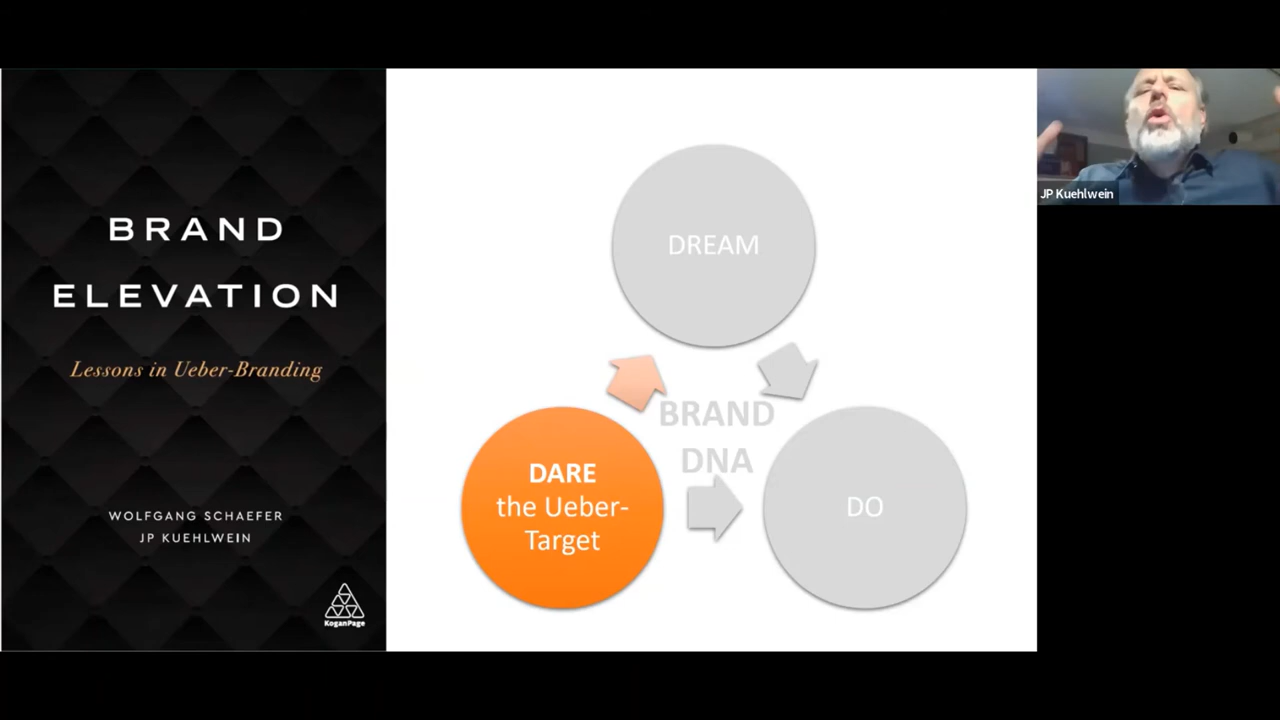 BRAND
ELEVATION
Lessons in Ueber-Branding
WOLFGANG SCHAEFER
JP KUEHLWEIN
KoganPage
DREAM
BRAND
DNA
DARE
the Ueber-
Target
DO
JP Kuehlwein